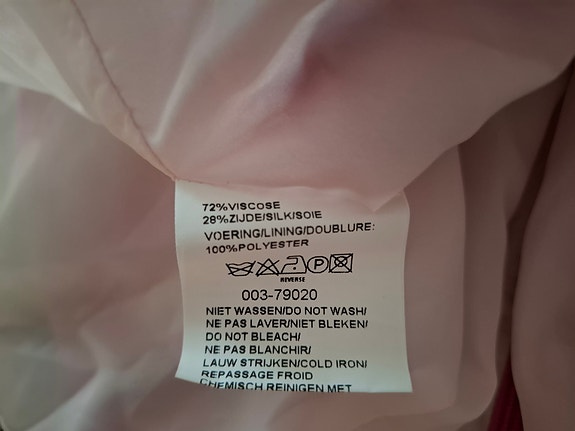 72%VISCOSE
28%ZIJDE/SILK/SOIE
VOERING/LINING/DOUBLURE:
100%POLYESTER
P
REVERSE
003-79020
NIET WASSEN/DO NOT WASH/
NE PAS LAVER/NIET BLEKEN/
DO NOT BLEACH/
NE PAS BLANCHIR/
LAUW STRIJKEN/COLD IRON/
REPASSAGE FROID
CHEMISCH REINIGEN MET